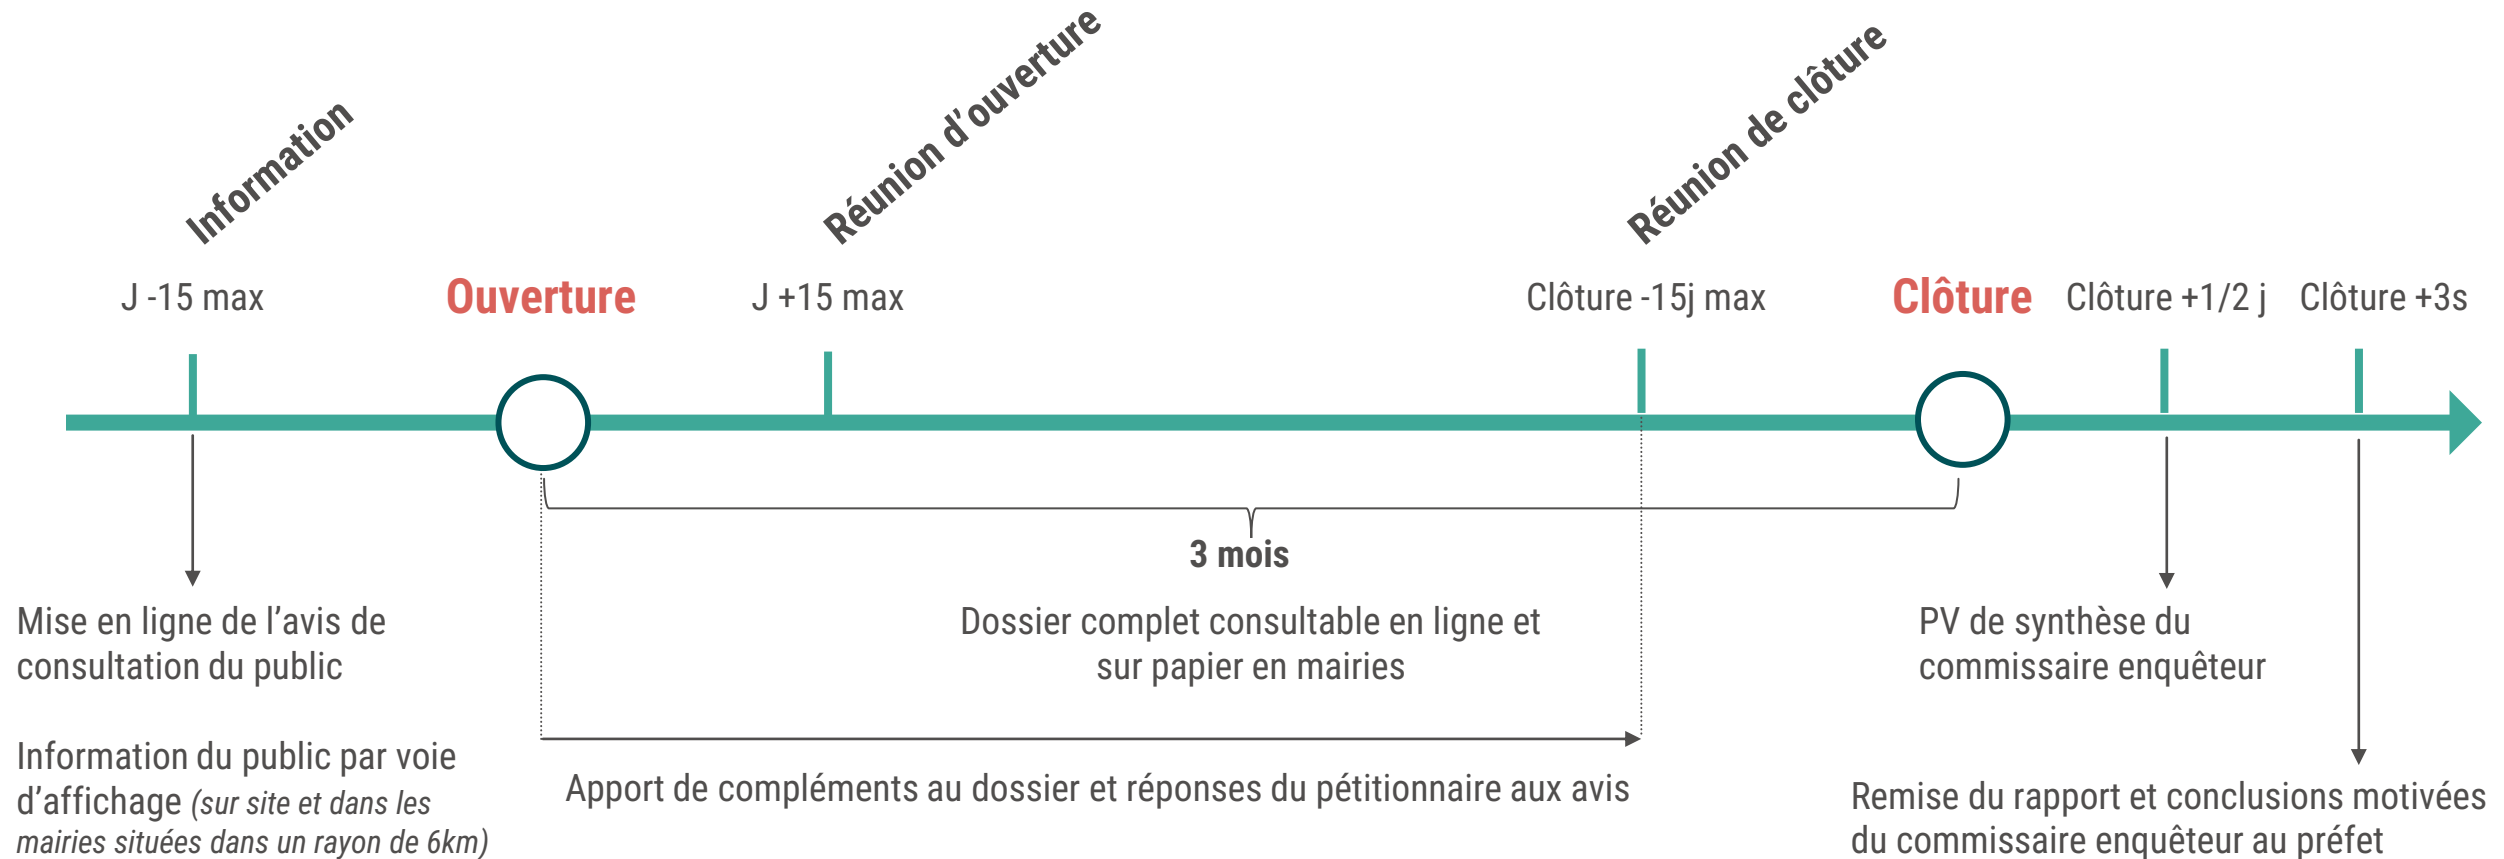 Information
Réunion d’ouverture
Réunion de clôture
J -15 max
Ouverture
J +15 max
Clôture -15j max
Clôture
Clôture +1/2 j
Clôture +3s
3 mois
Mise en ligne de l’avis de
consultation du public
Dossier complet consultable en ligne et
sur papier en mairies
PV de synthèse du
commissaire enquêteur
Information du public par voie
d’affichage (sur site et dans les
mairies situées dans un rayon de 6km)
Apport de compléments au dossier et réponses du pétitionnaire aux avis
Remise du rapport et conclusions motivées
du commissaire enquêteur au préfet